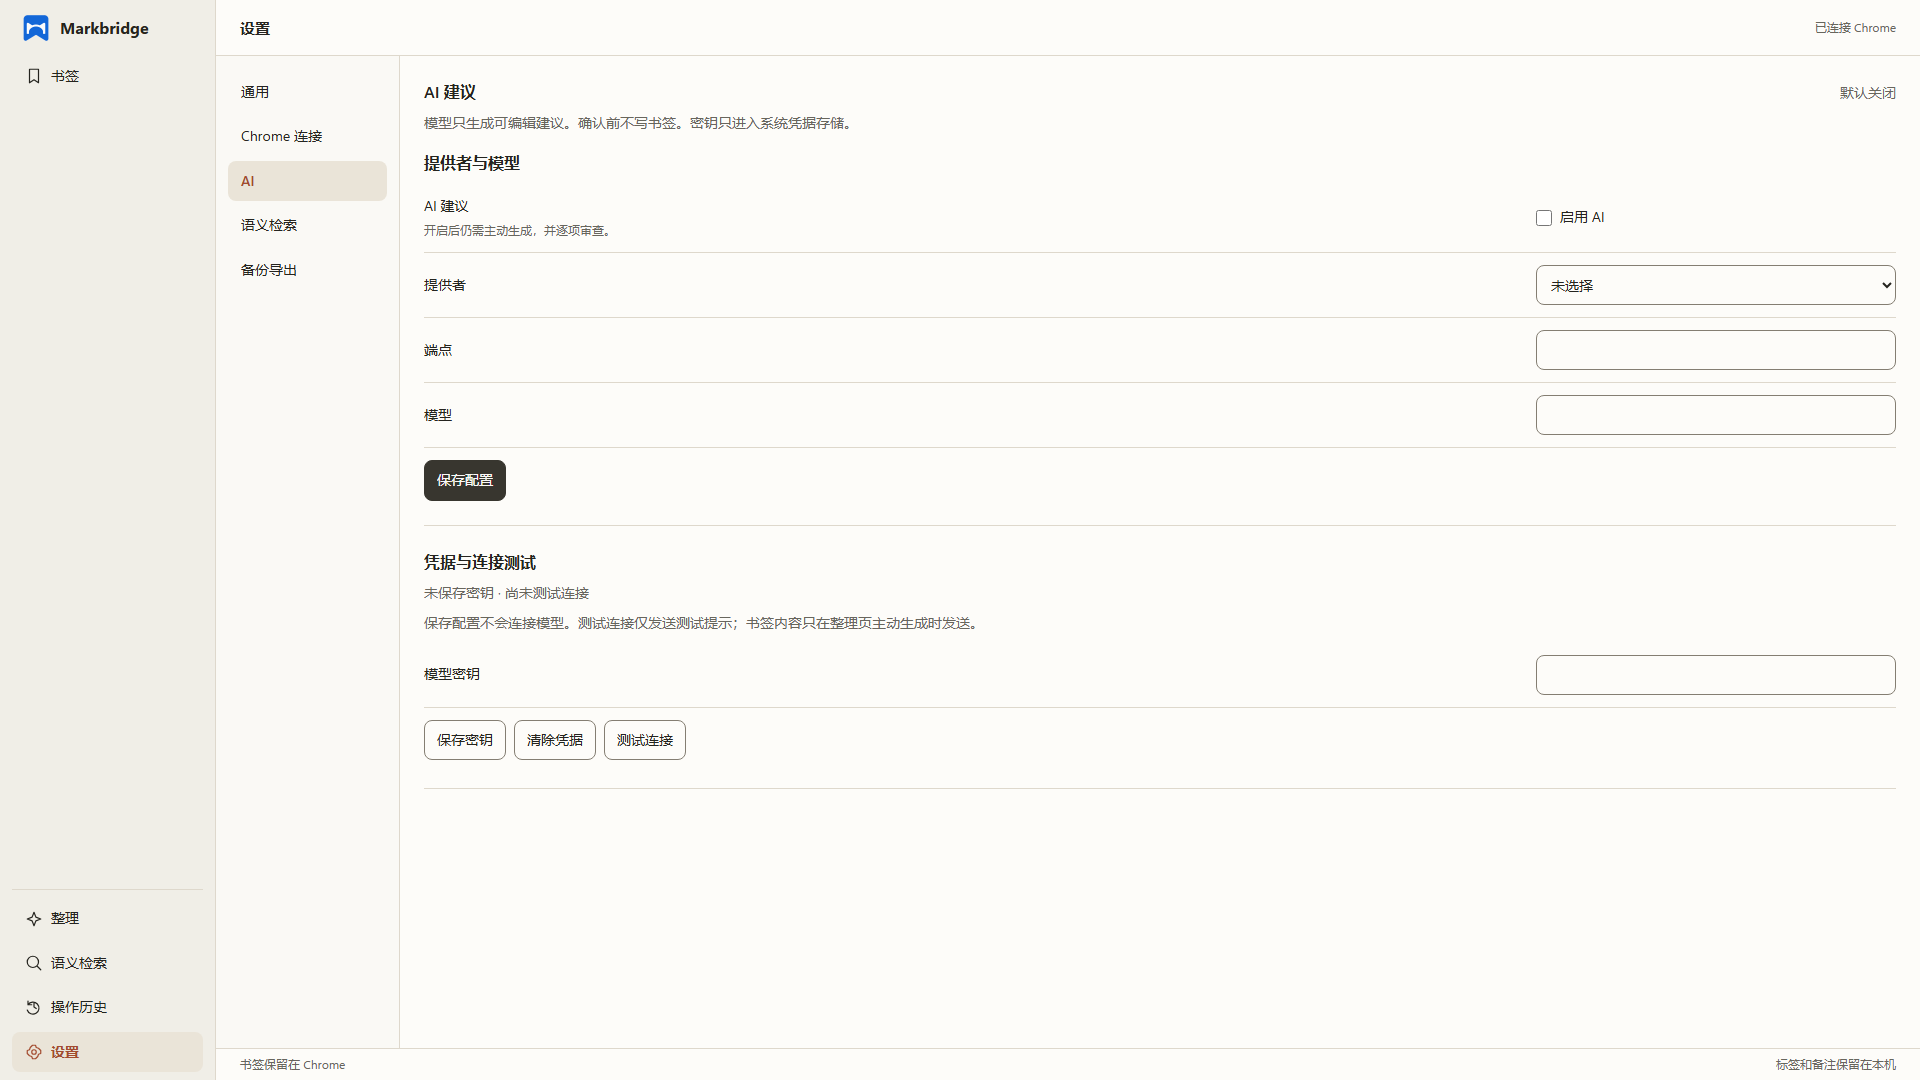 Markbridge
书签
整理
语义检索
操作历史
设置
设置
已连接 Chrome
通用
Chrome 连接
AI
语义检索
备份导出
AI 建议
默认关闭
模型只生成可编辑建议。确认前不写书签。密钥只进入系统凭据存储。
提供者与模型
AI 建议
开启后仍需主动生成，并逐项审查。
启用 AI
提供者
未选择
端点
模型
保存配置
凭据与连接测试
未保存密钥 · 尚未测试连接
保存配置不会连接模型。测试连接仅发送测试提示；书签内容只在整理页主动生成时发送。
模型密钥
保存密钥
清除凭据
测试连接
书签保留在 Chrome
标签和备注保留在本机